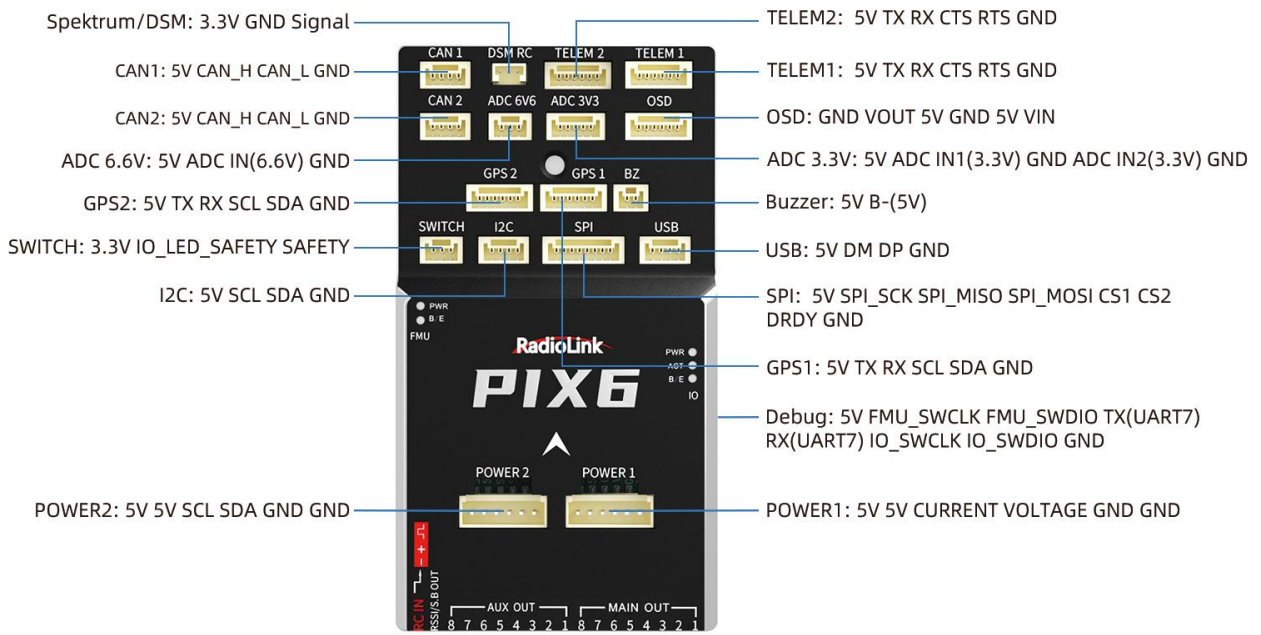 Spektrum/DSM: 3.3V GND Signal
CAN1: 5V CAN_H CAN_L GND
CAN2: 5V CAN_H CAN_L GND
ADC 6.6V: 5V ADC IN(6.6V) GND
GPS2: 5V TX RX SCL SDA GND
SWITCH: 3.3V IO_LED_SAFETY SAFETY
I2C: 5V SCL SDA GND
POWER2: 5V 5V SCL SDA GND GND
CAN 1 DSM RC TELEM 2 TELEM 1
CAN 2 ADC 6V6 ADC 3V3 OSD
GPS 2 GPS 1 BZ
SWITCH I2C SPI USB
PWR
B/E
FMU
RadioLink
PIX6
PWR
ACT
B/E
IO
POWER 2 POWER 1
RC IN
RSSI/S.B OUT
- +
AUX OUT MAIN OUT
8 7 6 5 4 3 2 1 8 7 6 5 4 3 2 1
TELEM2: 5V TX RX CTS RTS GND
TELEM1: 5V TX RX CTS RTS GND
OSD: GND VOUT 5V GND 5V VIN
ADC 3.3V: 5V ADC IN1(3.3V) GND ADC IN2(3.3V) GND
Buzzer: 5V B-(5V)
USB: 5V DM DP GND
SPI: 5V SPI_SCK SPI_MISO SPI_MOSI CS1 CS2
DRDY GND
GPS1: 5V TX RX SCL SDA GND
Debug: 5V FMU_SWCLK FMU_SWDIO TX(UART7)
RX(UART7) IO_SWCLK IO_SWDIO GND
POWER1: 5V 5V CURRENT VOLTAGE GND GND